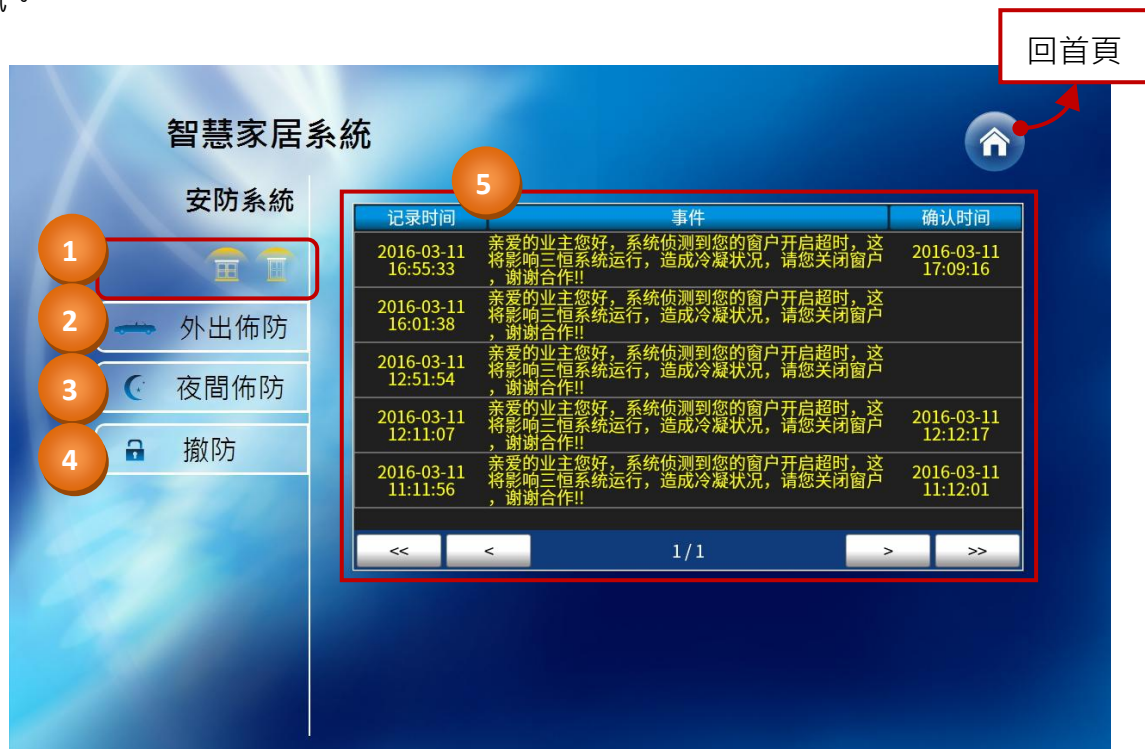 回首頁
智慧家居系統
安防系統
1
2
外出佈防
3
夜間佈防
4
撤防
5
记录时间 事件 确认时间
2016-03-11
16:55:33
亲爱的业主您好，系统侦测到您的窗户开启超时，这
将影响三恒系统运行，造成冷凝状况，请您关闭窗户
，谢谢合作!!
2016-03-11
17:09:16
2016-03-11
16:01:38
亲爱的业主您好，系统侦测到您的窗户开启超时，这
将影响三恒系统运行，造成冷凝状况，请您关闭窗户
，谢谢合作!!
2016-03-11
12:51:54
亲爱的业主您好，系统侦测到您的窗户开启超时，这
将影响三恒系统运行，造成冷凝状况，请您关闭窗户
，谢谢合作!!
2016-03-11
12:11:07
亲爱的业主您好，系统侦测到您的窗户开启超时，这
将影响三恒系统运行，造成冷凝状况，请您关闭窗户
，谢谢合作!!
2016-03-11
12:12:17
2016-03-11
11:11:56
亲爱的业主您好，系统侦测到您的窗户开启超时，这
将影响三恒系统运行，造成冷凝状况，请您关闭窗户
，谢谢合作!!
2016-03-11
11:12:01
<< < 1/1 > >>